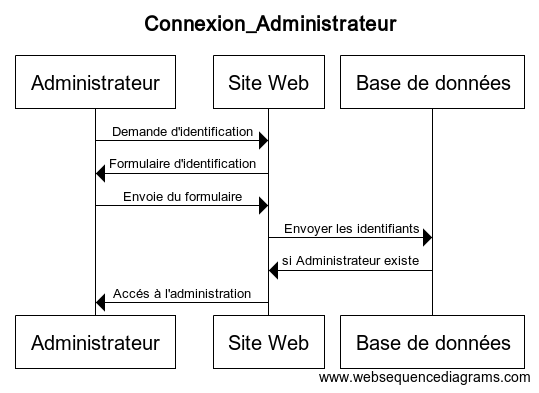 Connexion_Administrateur
Administrateur
Site Web
Base de données
Demande d'identification
Formulaire d'identification
Envoie du formulaire
Envoyer les identifiants
si Administrateur existe
Accés à l'administration
Administrateur
Site Web
Base de données
www.websequencediagrams.com